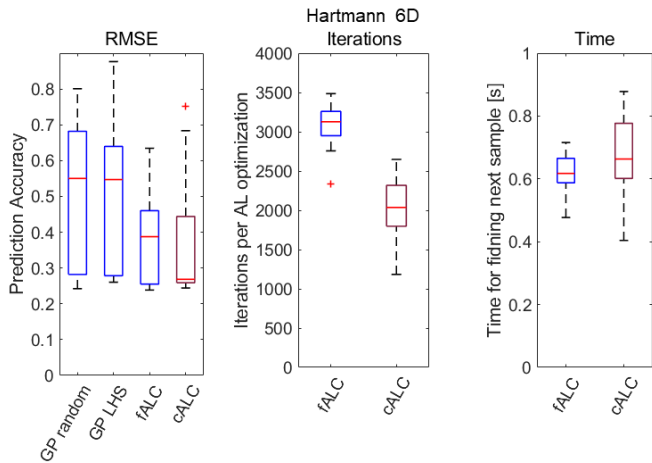 Hartmann 6D
RMSE
Prediction Accuracy
0.8
0.7
0.6
0.5
0.4
0.3
0.2
0.1
0
GP random
GP LHS
fALC
cALC
Iterations
Iterations per AL optimization
4000
3500
3000
2500
2000
1500
1000
500
0
fALC
cALC
Time
Time for fidning next sample [s]
1
0.8
0.6
0.4
0.2
0
fALC
cALC